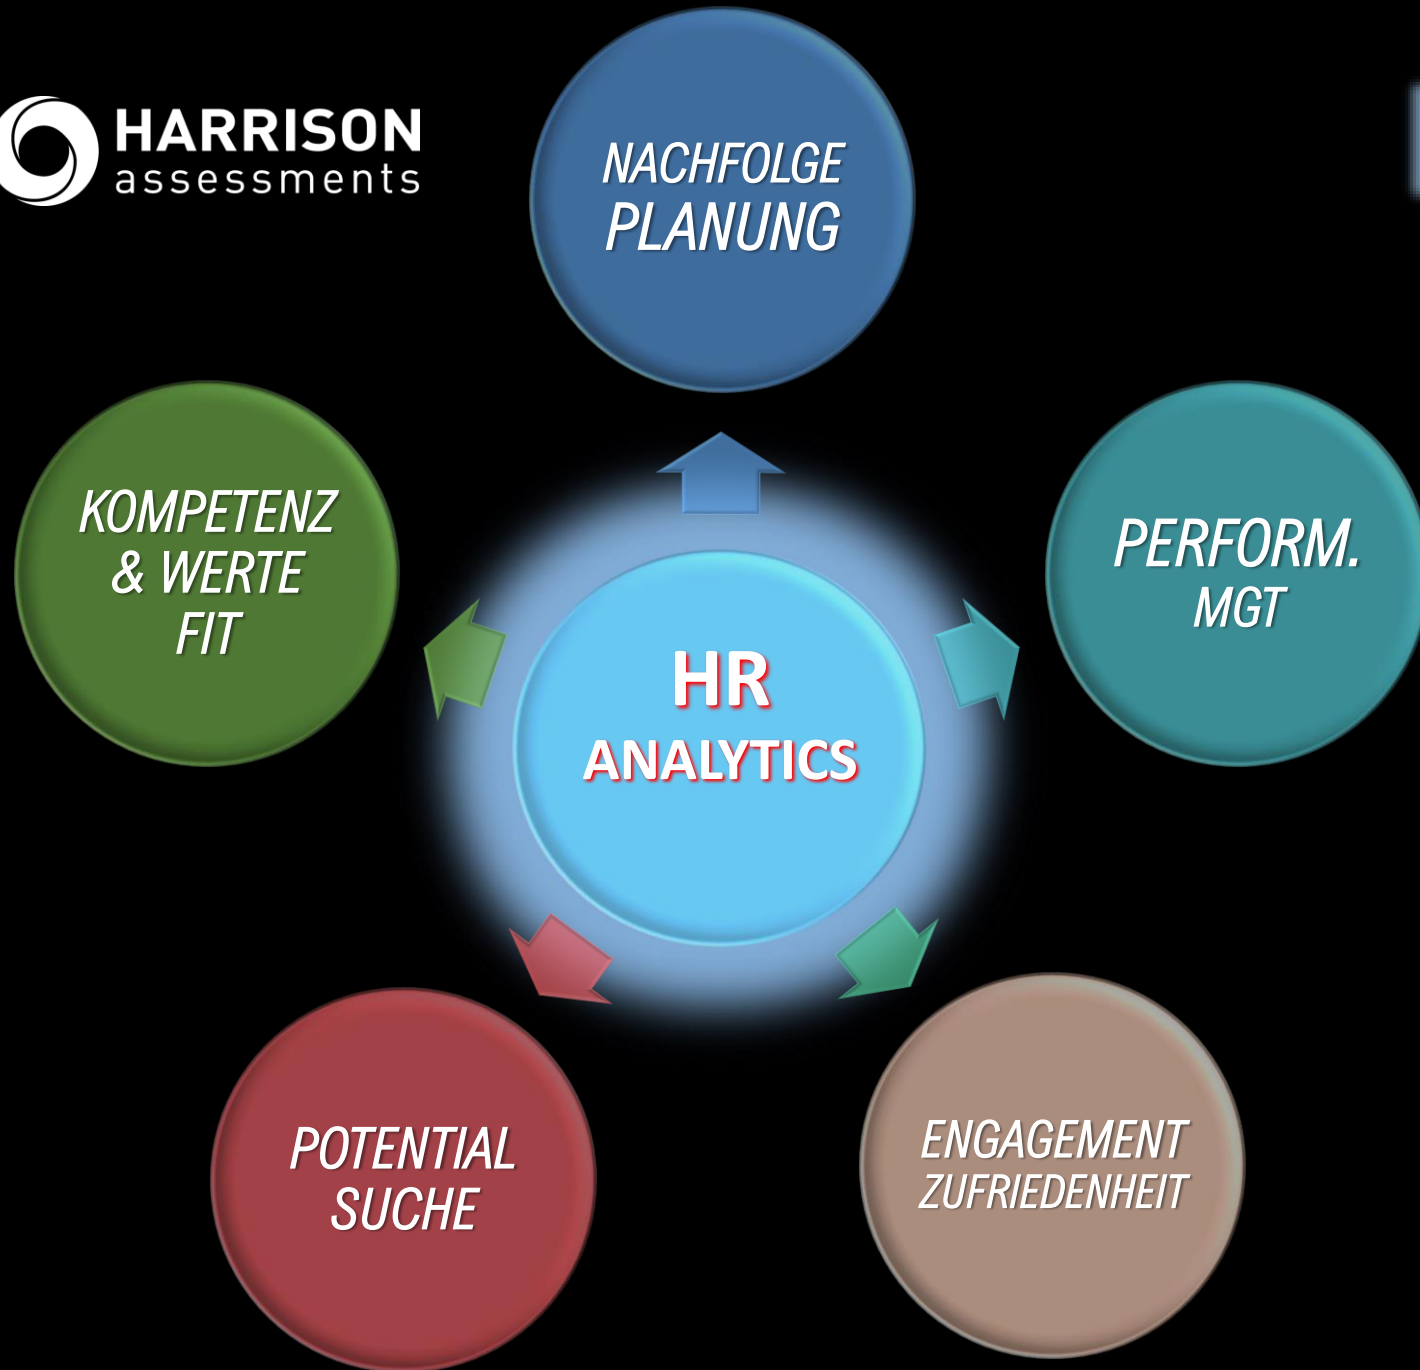 HARRISON
assessments
NACHFOLGE
PLANUNG
KOMPETENZ
& WERTE
FIT
PERFORM.
MGT
HR
ANALYTICS
POTENTIAL
SUCHE
ENGAGEMENT
ZUFRIEDENHEIT